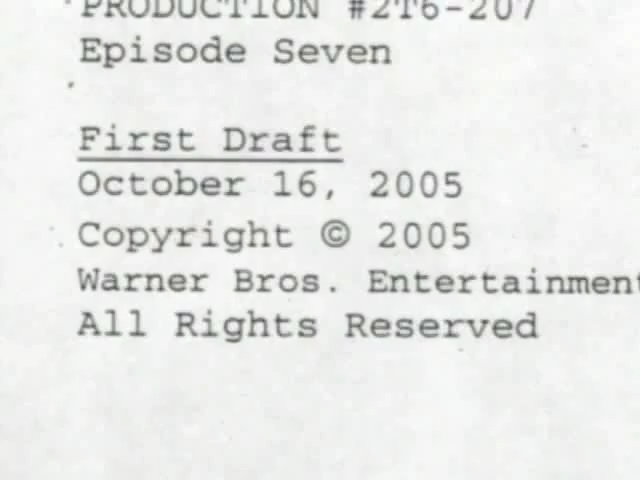 PRODUCTION #2T6-207
Episode Seven
First Draft
October 16, 2005
Copyright © 2005
Warner Bros. Entertainment
All Rights Reserved